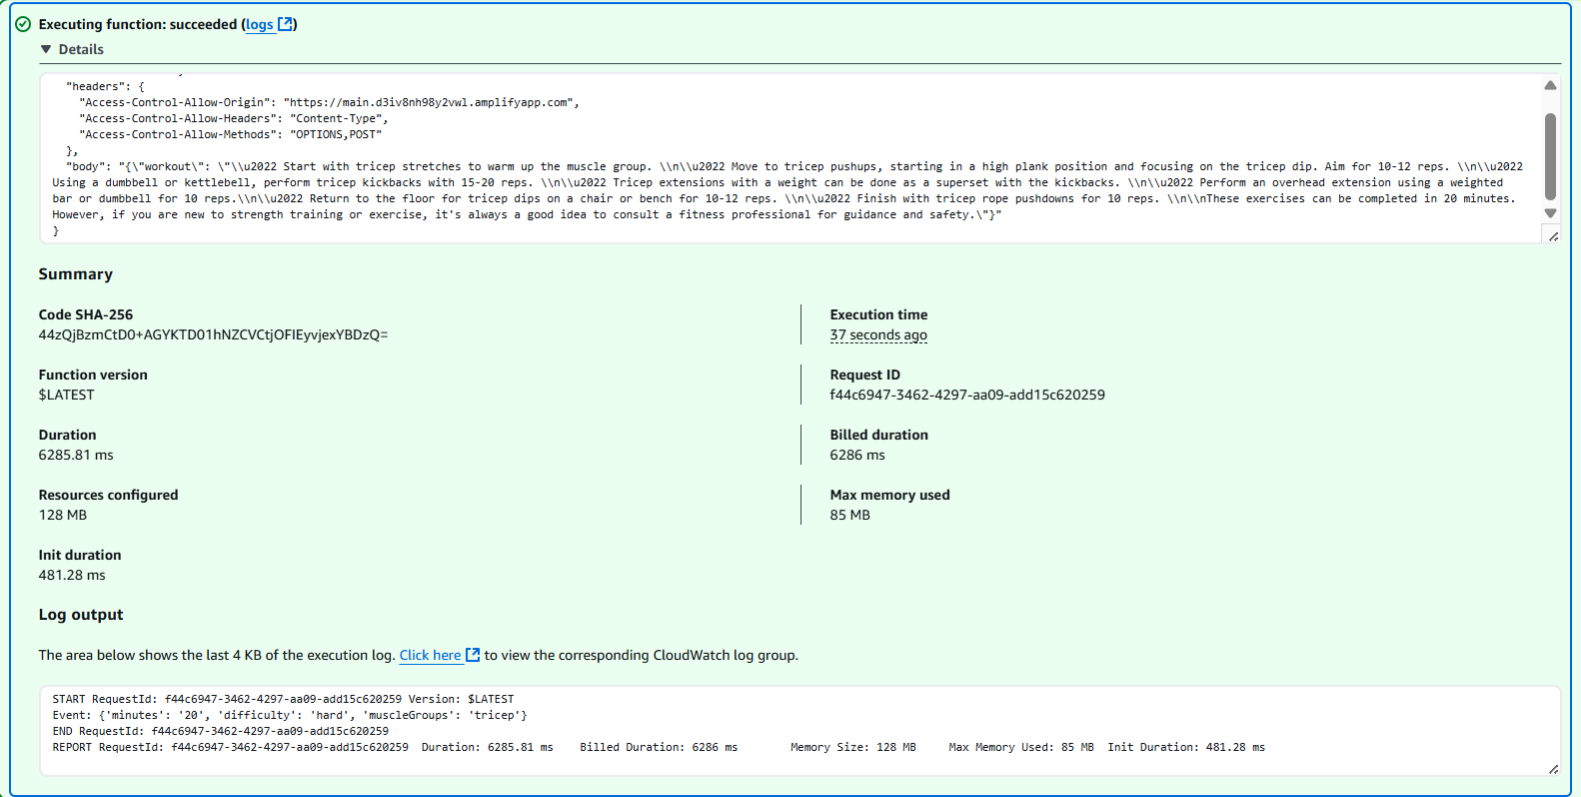 Executing function: succeeded (logs)
Details
"headers": {
"Access-Control-Allow-Origin": "https://main.d3iv8nh98y2vwl.amplifyapp.com",
"Access-Control-Allow-Headers": "Content-Type",
"Access-Control-Allow-Methods": "OPTIONS,POST"
},
"body": "{\"workout\": \"\\u2022 Start with tricep stretches to warm up the muscle group. \\n\\u2022 Move to tricep pushups, starting in a high plank position and focusing on the tricep dip. Aim for 10-12 reps. \\n\\u2022
Using a dumbbell or kettlebell, perform tricep kickbacks with 15-20 reps. \\n\\u2022 Tricep extensions with a weight can be done as a superset with the kickbacks. \\n\\u2022 Perform an overhead extension using a weighted
bar or dumbbell for 10 reps.\\n\\u2022 Return to the floor for tricep dips on a chair or bench for 10-12 reps. \\n\\u2022 Finish with tricep rope pushdowns for 10 reps. \\n\\nThese exercises can be completed in 20 minutes.
However, if you are new to strength training or exercise, it's always a good idea to consult a fitness professional for guidance and safety.\"}"
}
Summary
Code SHA-256
44zQjBzmCtD0+AGYKTD01hNZCVCtjOFIEyvjexYBDzQ=
Execution time
37 seconds ago
Function version
$LATEST
Request ID
f44c6947-3462-4297-aa09-add15c620259
Duration
6285.81 ms
Billed duration
6286 ms
Resources configured
128 MB
Max memory used
85 MB
Init duration
481.28 ms
Log output
The area below shows the last 4 KB of the execution log. Click here to view the corresponding CloudWatch log group.
START RequestId: f44c6947-3462-4297-aa09-add15c620259 Version: $LATEST
Event: {'minutes': '20', 'difficulty': 'hard', 'muscleGroups': 'tricep'}
END RequestId: f44c6947-3462-4297-aa09-add15c620259
REPORT RequestId: f44c6947-3462-4297-aa09-add15c620259 Duration: 6285.81 ms Billed Duration: 6286 ms Memory Size: 128 MB Max Memory Used: 85 MB Init Duration: 481.28 ms